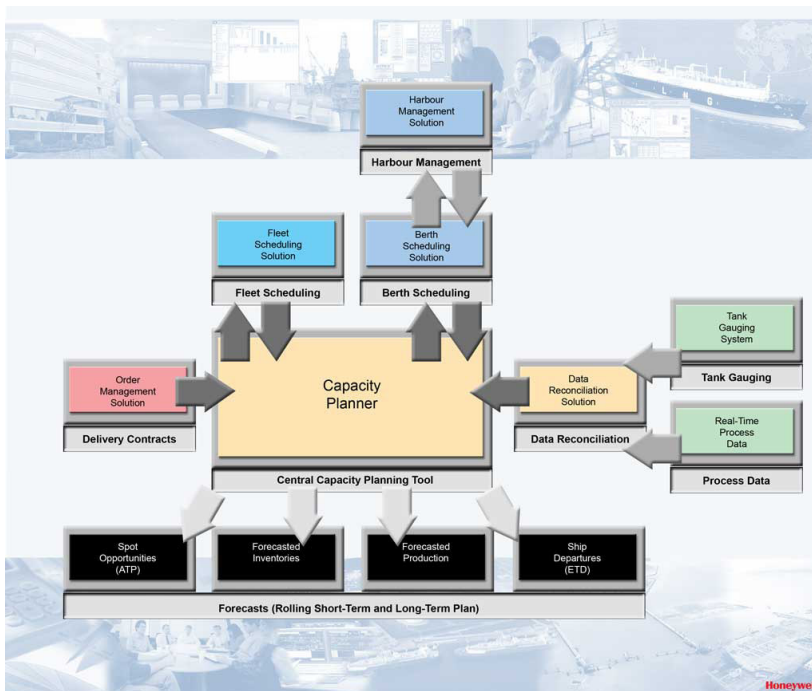 LNG
Harbour
Management
Solution
Harbour Management
Fleet
Scheduling
Solution
Fleet Scheduling
Berth
Scheduling
Solution
Berth Scheduling
Tank
Gauging
System
Tank Gauging
Order
Management
Solution
Delivery Contracts
Capacity
Planner
Central Capacity Planning Tool
Data
Reconciliation
Solution
Data Reconciliation
Real-Time
Process
Data
Process Data
Spot
Opportunities
(ATP)
Forecasted
Inventories
Forecasted
Production
Ship
Departures
(ETD)
Forecasts (Rolling Short-Term and Long-Term Plan)
Honeywe